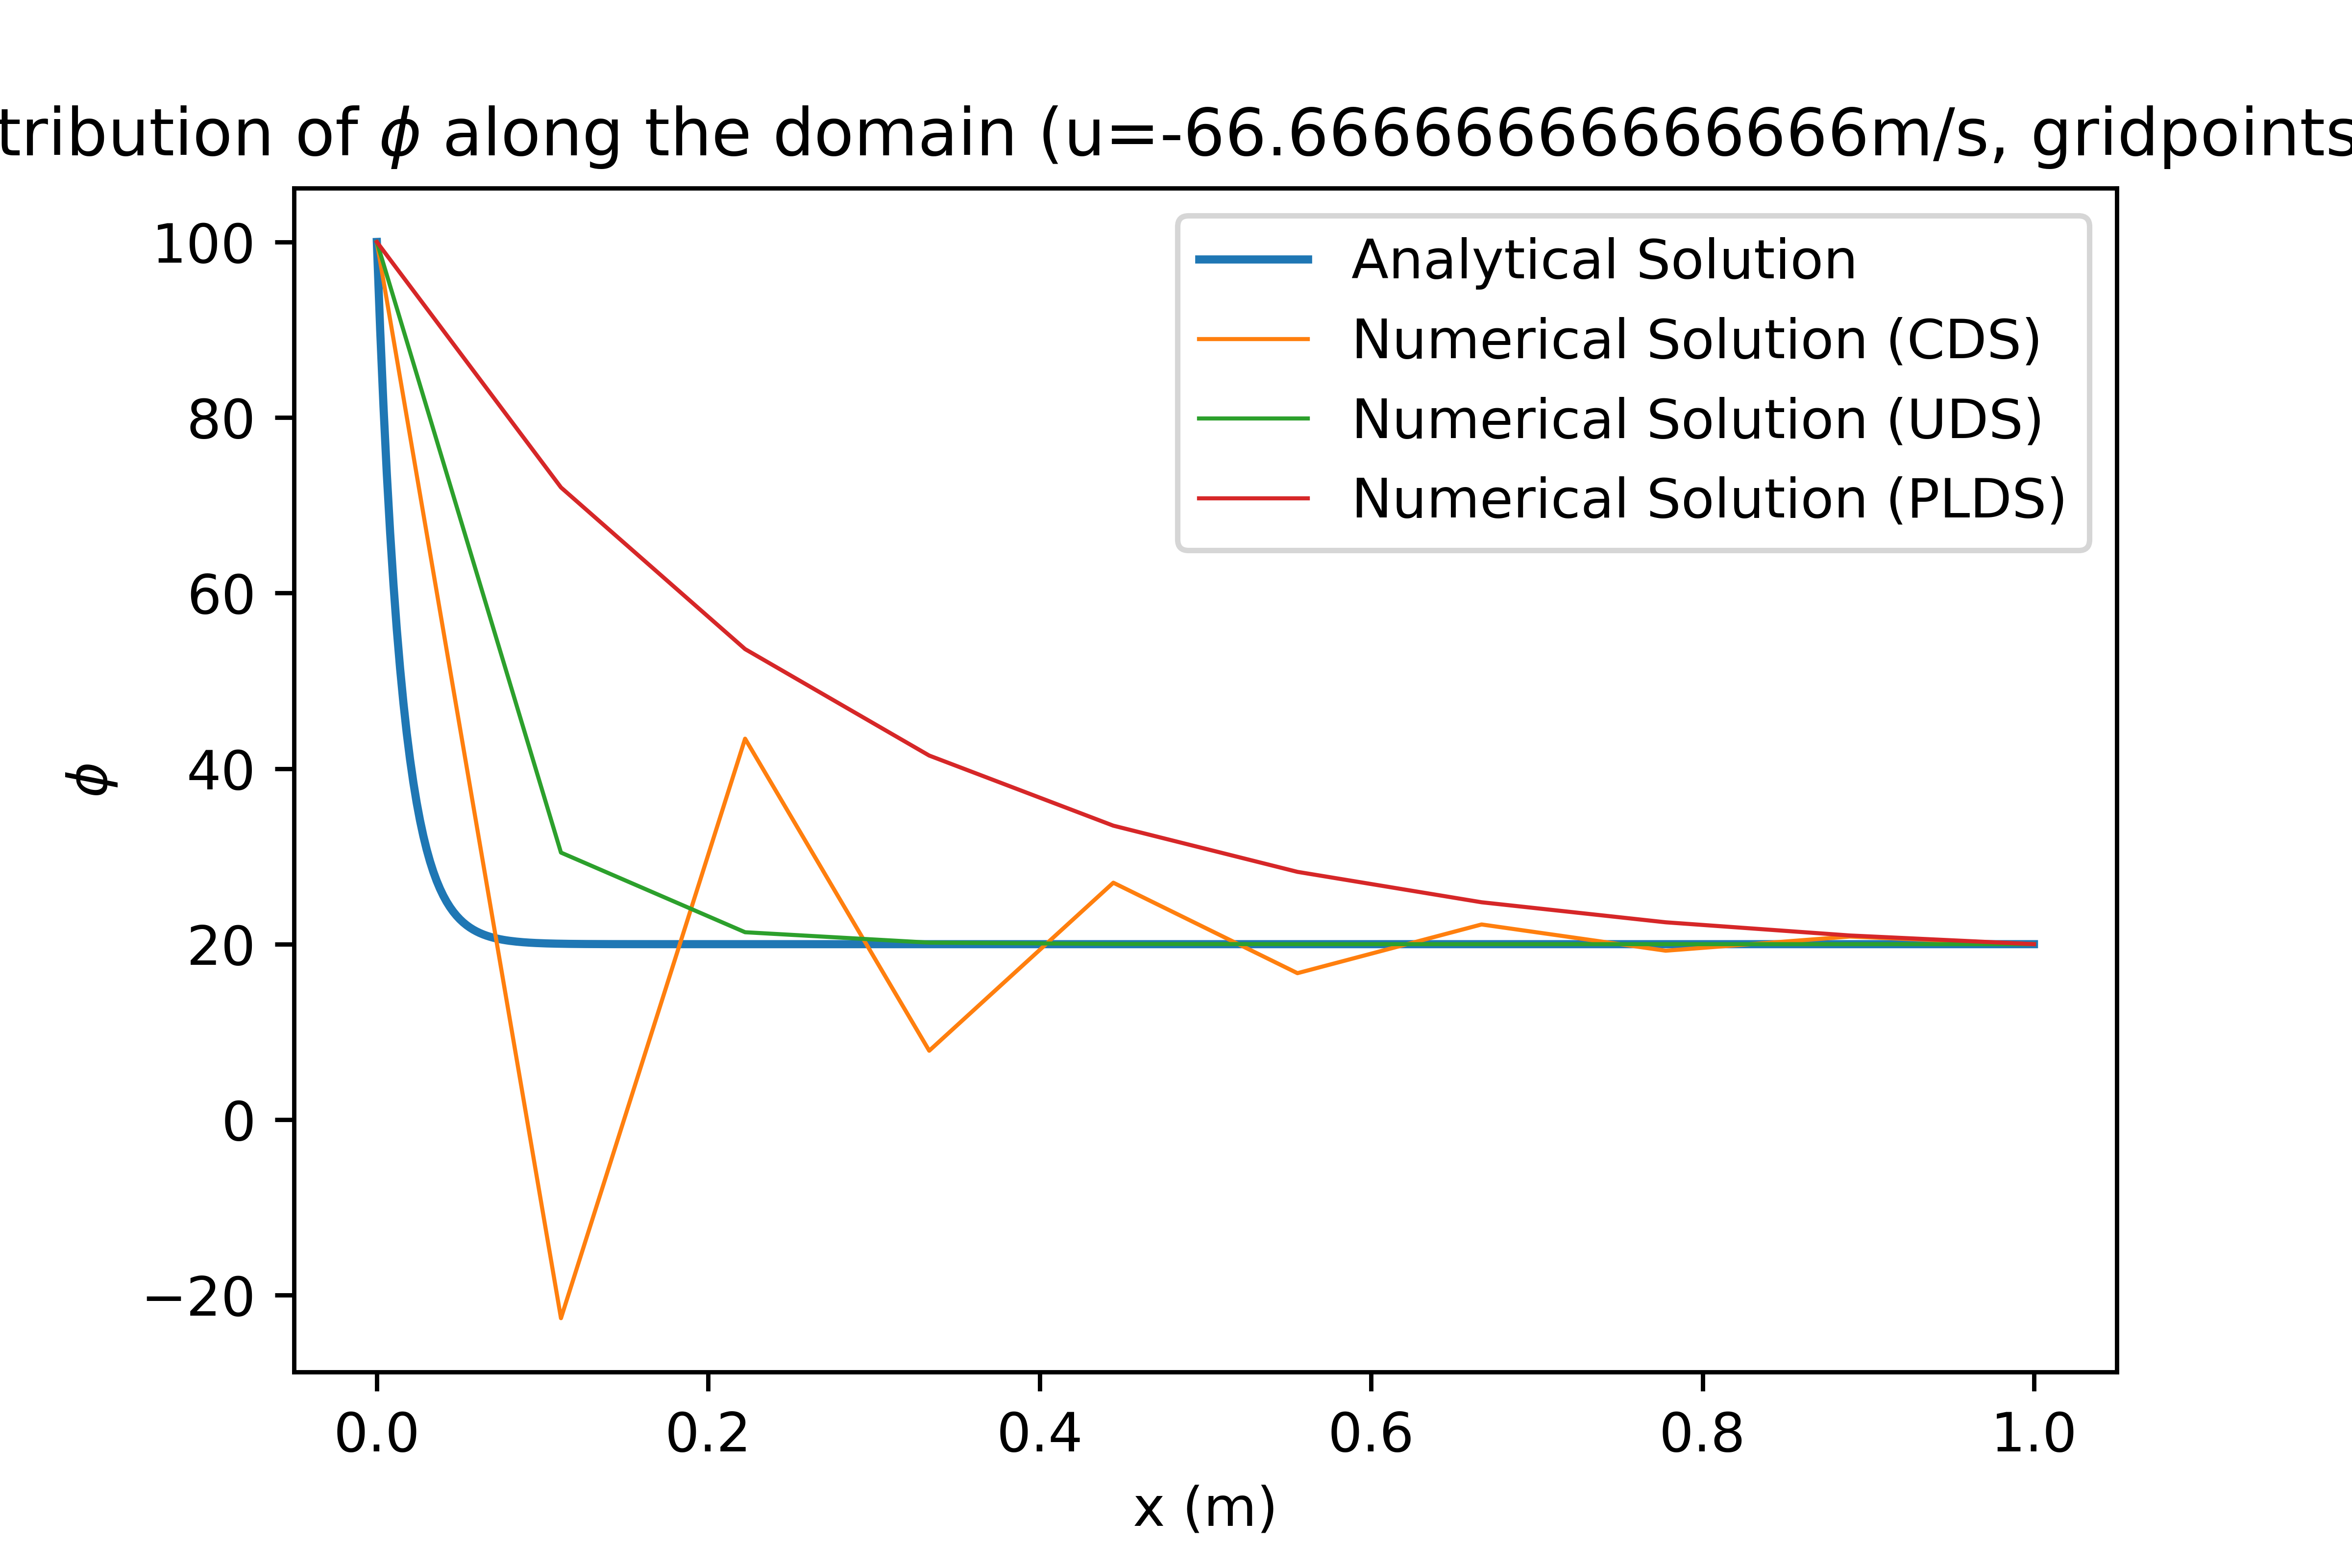 tribution of ϕ along the domain (u=-66.66666666666666m/s, gridpoints
100
80
60
40
20
0
−20
ϕ
Analytical Solution
Numerical Solution (CDS)
Numerical Solution (UDS)
Numerical Solution (PLDS)
0.0 0.2 0.4 0.6 0.8 1.0
x (m)